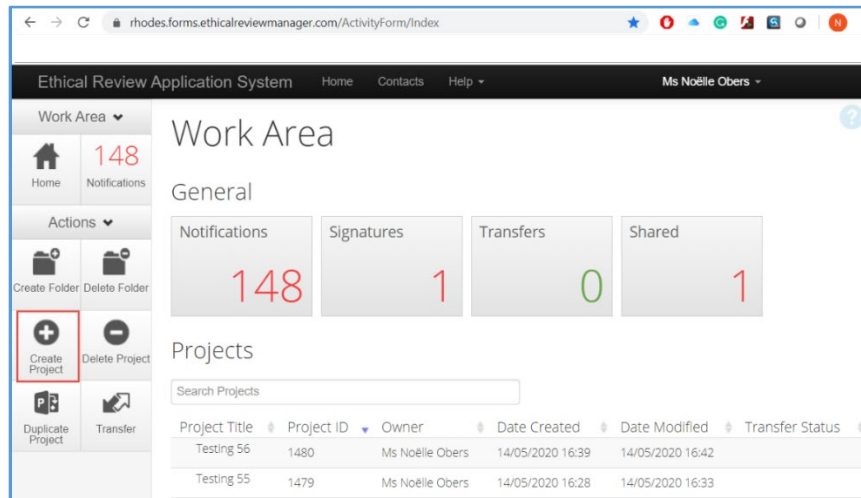 rhodes.forms.ethicalreviewmanager.com/ActivityForm/Index
N
Ethical Review Application System Home Contacts Help Ms Noëlle Obers
Work Area
Home
148
Notifications
Actions
Create Folder Delete Folder
Create Project
Delete Project
Duplicate Project
Transfer
Work Area
?
General
Notifications Signatures Transfers Shared
148 1 0 1
Projects
Search Projects
Project Title Project ID Owner Date Created Date Modified Transfer Status
Testing 56 1480 Ms Noëlle Obers 14/05/2020 16:39 14/05/2020 16:42
Testing 55 1479 Ms Noëlle Obers 14/05/2020 16:28 14/05/2020 16:33